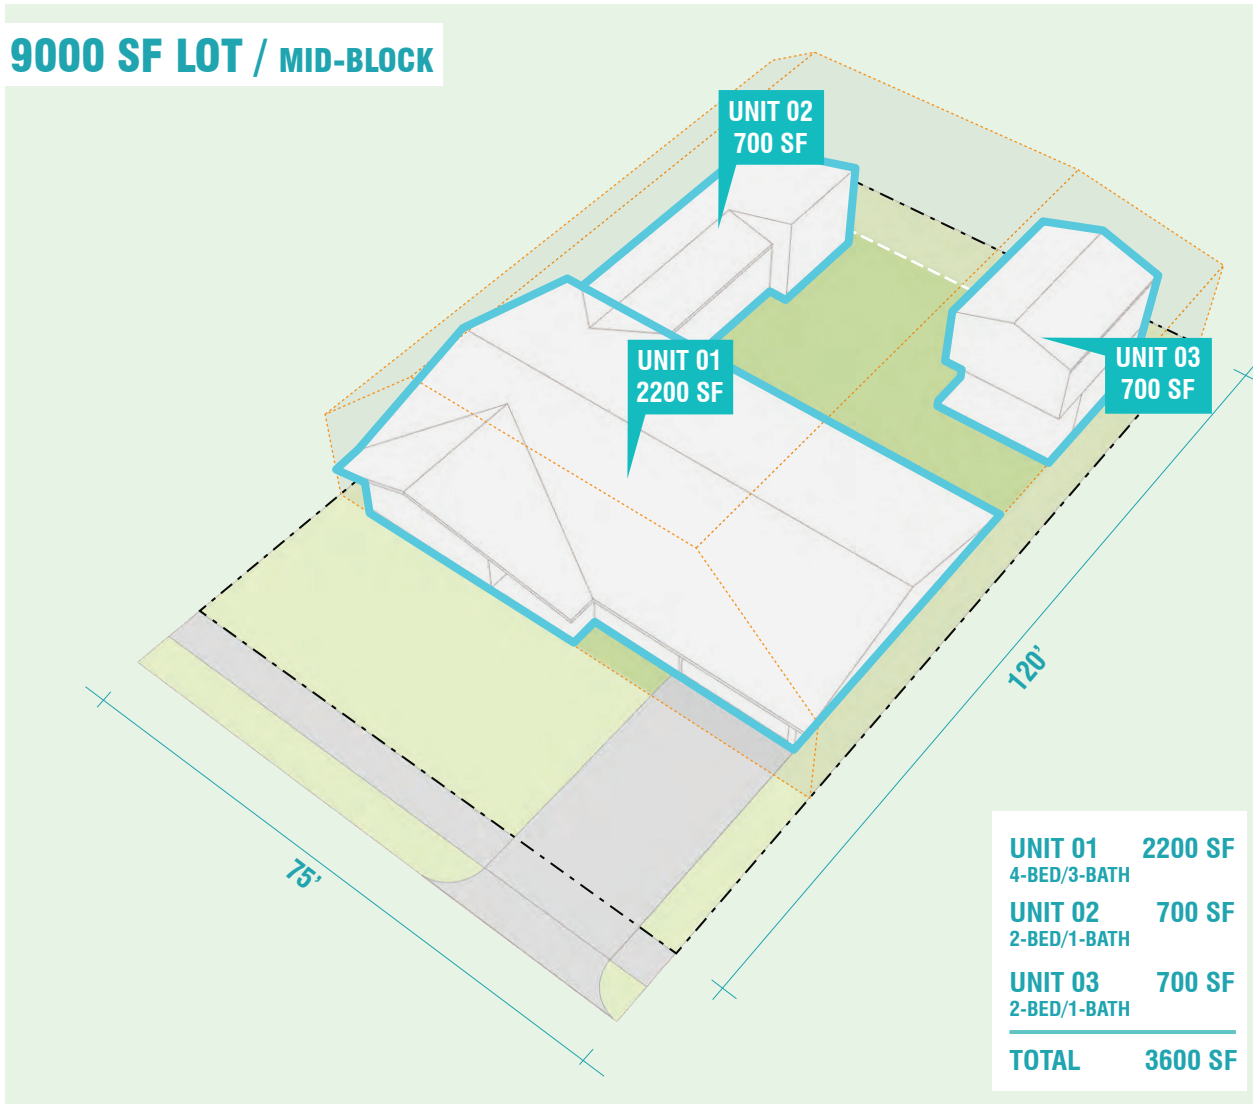 9000 SF LOT / MID-BLOCK
UNIT 02
700 SF
UNIT 01
2200 SF
UNIT 03
700 SF
120’
75’
UNIT 01 2200 SF
4-BED/3-BATH
UNIT 02 700 SF
2-BED/1-BATH
UNIT 03 700 SF
2-BED/1-BATH
TOTAL 3600 SF